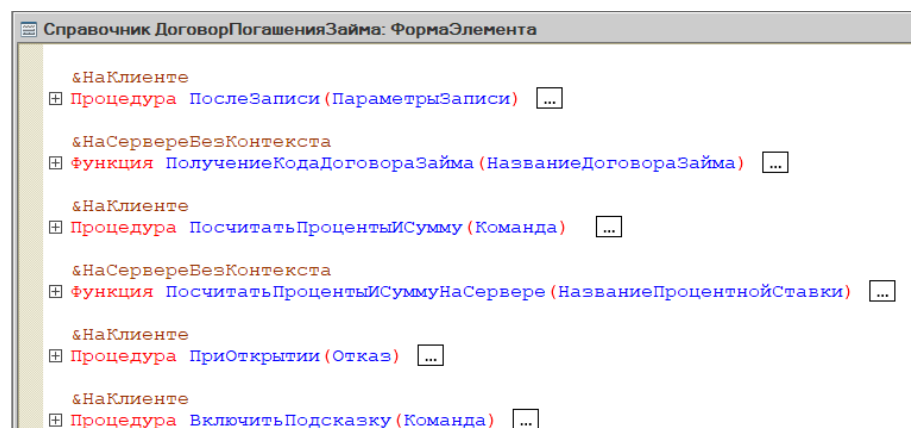 Справочник ДоговорПогашенияЗайма: ФормаЭлемента
&НаКлиенте
Процедура ПослеЗаписи(ПараметрыЗаписи) ...
&НаСервереБезКонтекста
Функция ПолучениеКодаДоговораЗайма(НазваниеДоговораЗайма) ...
&НаКлиенте
Процедура ПосчитатьПроцентыИСумму(Команда) ...
&НаСервереБезКонтекста
Функция ПосчитатьПроцентыИСуммуНаСервере(НазваниеПроцентнойСтавки) ...
&НаКлиенте
Процедура ПриОткрытии(Отказ) ...
&НаКлиенте
Процедура ВключитьПодсказку(Команда) ...